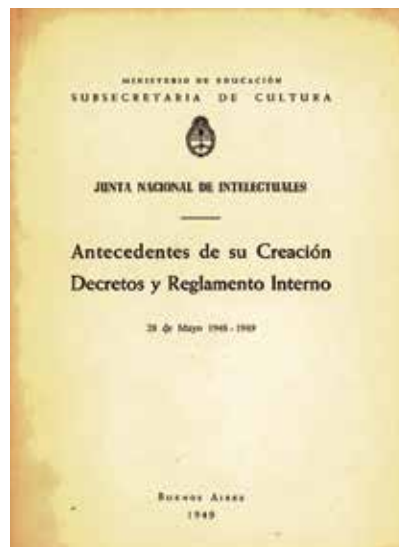 MINISTERIO DE EDUCACIÓN
SUBSECRETARIA DE CULTURA
JUNTA NACIONAL DE INTELECTUALES
Antecedentes de su Creación
Decretos y Reglamento Interno
28 de Mayo 1948 - 1949
BUENOS AIRES
1949